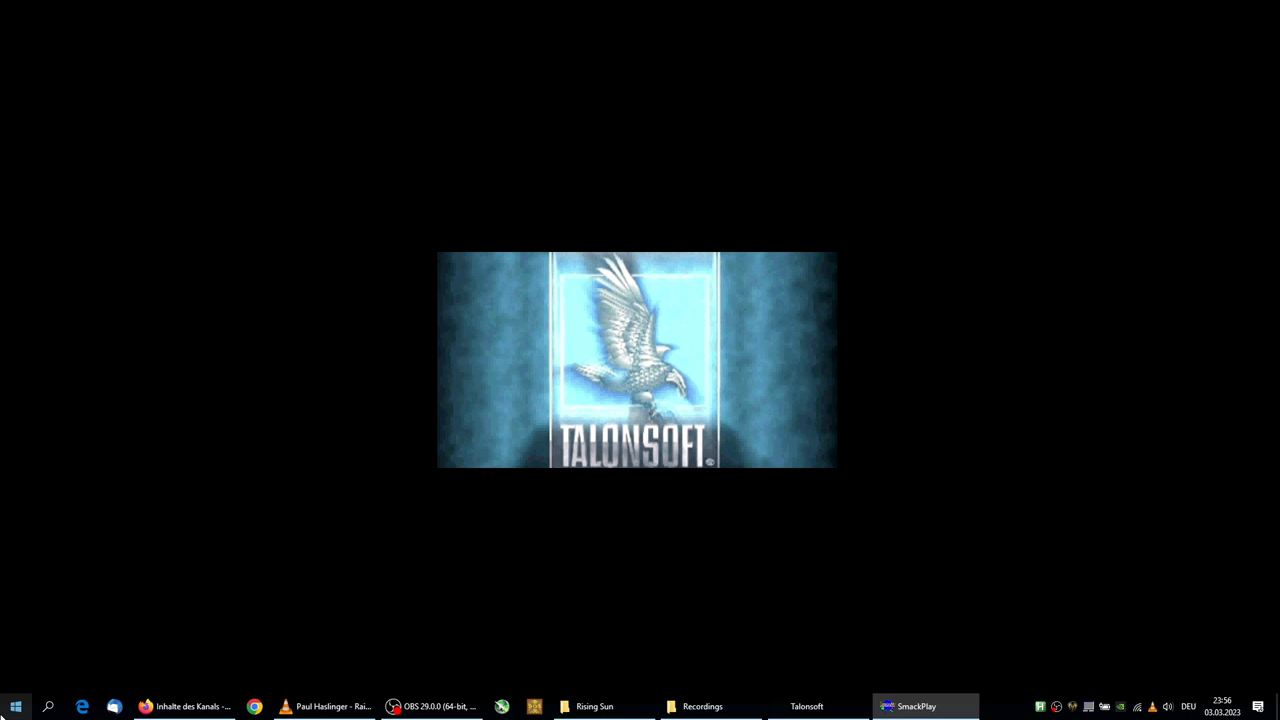 TALONSOFT
Inhalte des Kanals -...
Paul Haslinger - Rai...
OBS 29.0.0 (64-bit, ...
Rising Sun
Recordings
Talonsoft
SmackPlay
DEU
23:56
03.03.2023